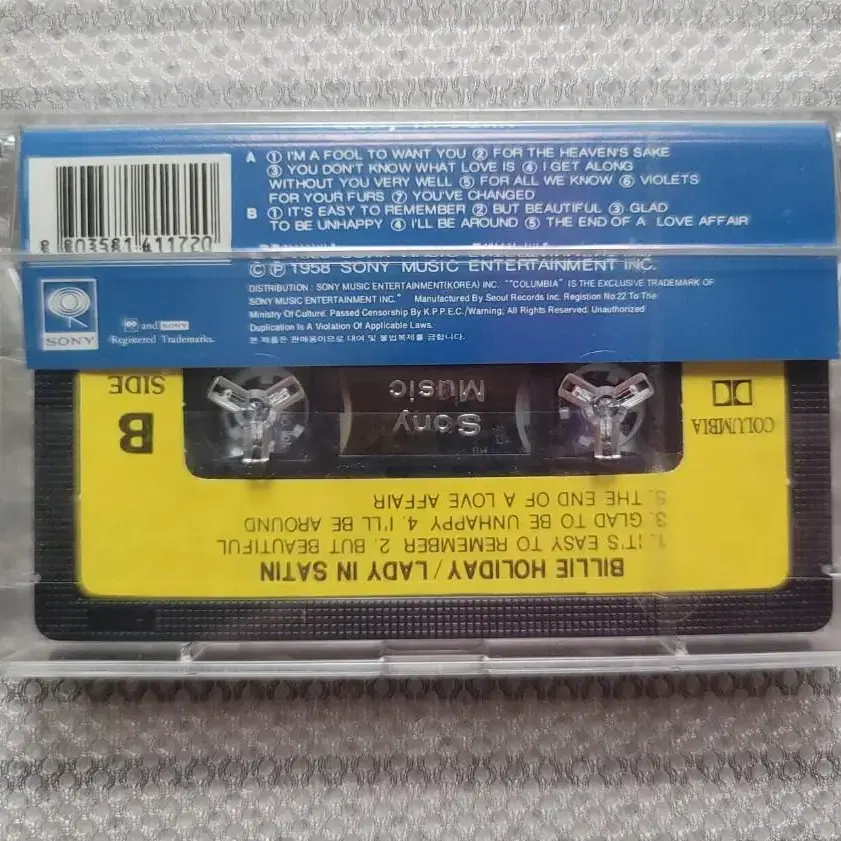 A ① I'M A FOOL TO WANT YOU ② FOR THE HEAVEN'S SAKE
③ YOU DON'T KNOW WHAT LOVE IS ④ I GET ALONG
WITHOUT YOU VERY WELL ⑤ FOR ALL WE KNOW ⑥ VIOLETS
FOR YOUR FURS ⑦ YOU'VE CHANGED
B ① IT'S EASY TO REMEMBER ② BUT BEAUTIFUL ③ GLAD
TO BE UNHAPPY ④ I'LL BE AROUND ⑤ THE END OF A LOVE AFFAIR
8 803581 411720
© ℗ 1958 SONY MUSIC ENTERTAINMENT INC.
DISTRIBUTION : SONY MUSIC ENTERTAINMENT(KOREA) INC. ""COLUMBIA" IS THE EXCLUSIVE TRADEMARK OF
SONY MUSIC ENTERTAINMENT INC." Manufactured By Seoul Records Inc. Registion No 22 To The
Ministry Of Culture. Passed Censorship By K.P.P.E.C./Warning; All Rights Reserved. Unauthorized
Duplication Is A Violation Of Applicable Laws.
본 제품은 판매용이므로 대여 및 불법복제를 금합니다.
SONY
and SONY
Registered Trademarks.
BILLIE HOLIDAY / LADY IN SATIN
1. IT'S EASY TO REMEMBER 2. BUT BEAUTIFUL
3. GLAD TO BE UNHAPPY 4. I'LL BE AROUND
5. THE END OF A LOVE AFFAIR
COLUMBIA
Sony
Music
B
SIDE